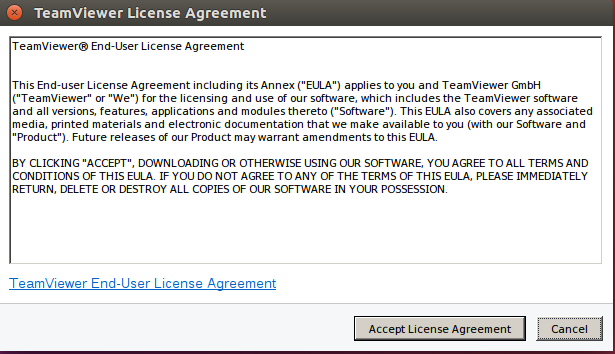 TeamViewer License Agreement
TeamViewer® End-User License Agreement
This End-user License Agreement including its Annex ("EULA") applies to you and TeamViewer GmbH
("TeamViewer" or "We") for the licensing and use of our software, which includes the TeamViewer software
and all versions, features, applications and modules thereto ("Software"). This EULA also covers any associated
media, printed materials and electronic documentation that we make available to you (with our Software and
"Product"). Future releases of our Product may warrant amendments to this EULA.
BY CLICKING "ACCEPT", DOWNLOADING OR OTHERWISE USING OUR SOFTWARE, YOU AGREE TO ALL TERMS AND
CONDITIONS OF THIS EULA. IF YOU DO NOT AGREE TO ANY OF THE TERMS OF THIS EULA, PLEASE IMMEDIATELY
RETURN, DELETE OR DESTROY ALL COPIES OF OUR SOFTWARE IN YOUR POSSESSION.
TeamViewer End-User License Agreement
Accept License Agreement
Cancel